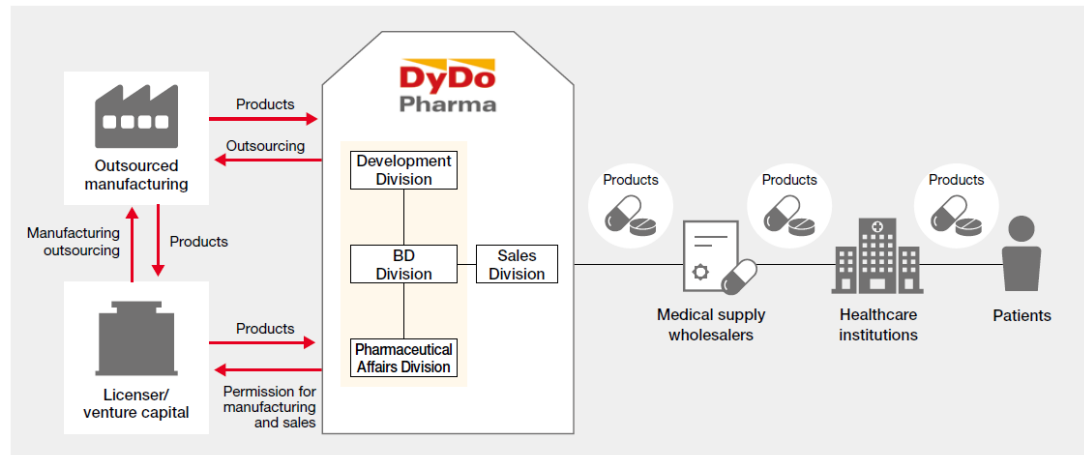 DyDo
Pharma
Products
Outsourcing
Outsourced
manufacturing
Manufacturing
outsourcing
Products
Products
Licenser/
venture capital
Permission for
manufacturing
and sales
Development
Division
BD
Division
Sales
Division
Pharmaceutical
Affairs Division
Products
Products
Products
Medical supply
wholesalers
Healthcare
institutions
Patients